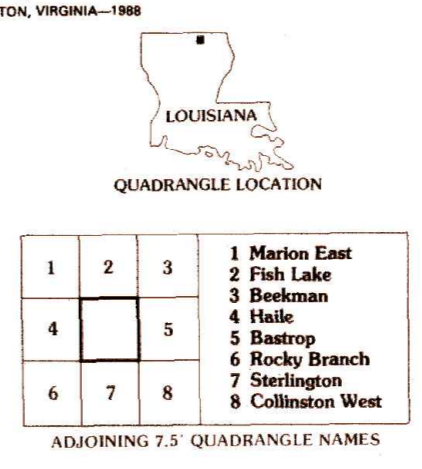 TON, VIRGINIA—1988
LOUISIANA
QUADRANGLE LOCATION
1 2 3
4 5
6 7 8
1 Marion East
2 Fish Lake
3 Beekman
4 Haile
5 Bastrop
6 Rocky Branch
7 Sterlington
8 Collinston West
ADJOINING 7.5´ QUADRANGLE NAMES